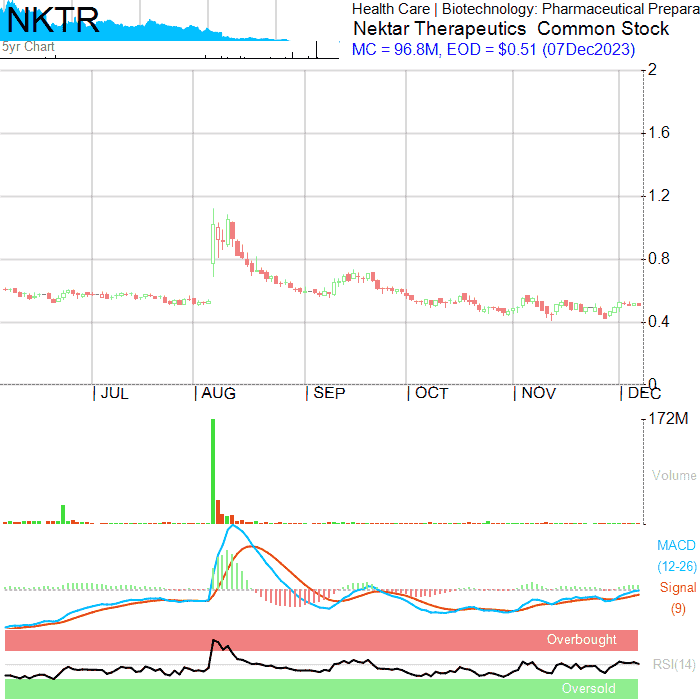 NKTR
5yr Chart
Health Care | Biotechnology: Pharmaceutical Prepara
Nektar Therapeutics Common Stock
MC = 96.8M, EOD = $0.51 (07Dec2023)
2
1.6
1.2
0.8
0.4
0
JUL AUG SEP OCT NOV DEC
172M
Volume
MACD
(12-26)
Signal
(9)
Overbought
RSI(14)
Oversold